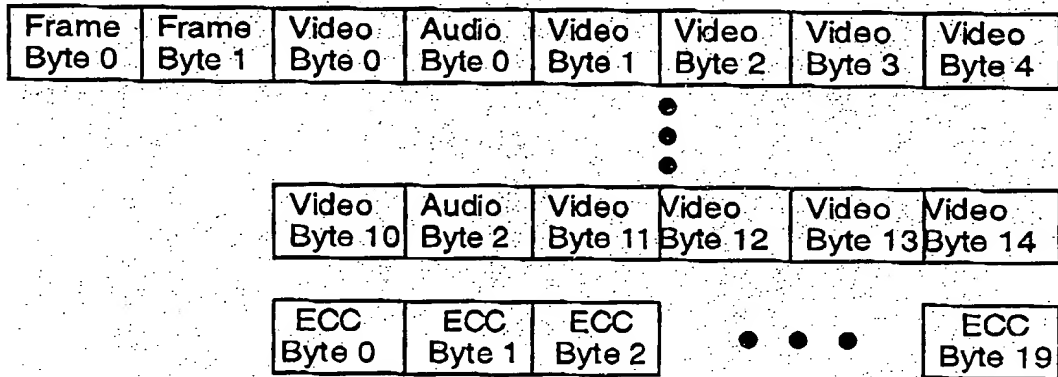 Frame Frame Video Audio Video Video Video Video
Byte 0 Byte 1 Byte 0 Byte 0 Byte 1 Byte 2 Byte 3 Byte 4
Video Audio Video Video Video Video
Byte 10 Byte 2 Byte 11 Byte 12 Byte 13 Byte 14
ECC ECC ECC ECC
Byte 0 Byte 1 Byte 2 Byte 19